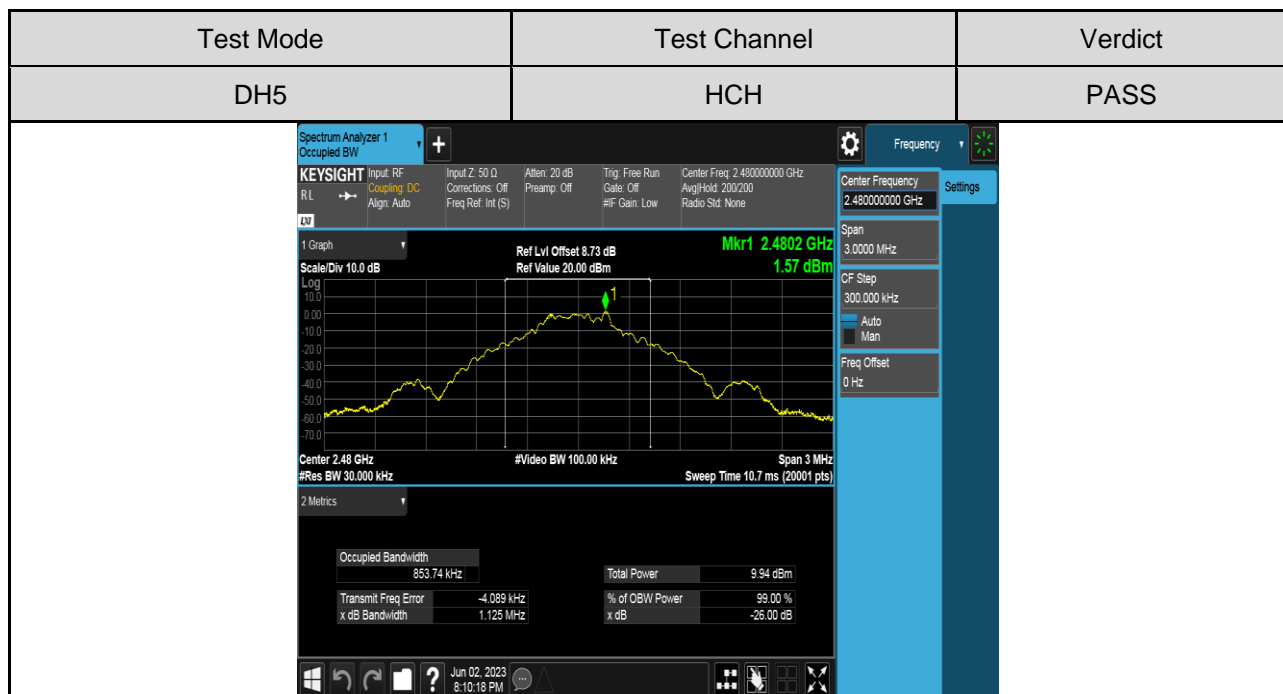 Test Mode Test Channel Verdict
DH5 HCH PASS
Spectrum Analyzer 1
Occupied BW
+
Frequency
KEYSIGHT Input: RF Input Z: 50 Ω Atten: 20 dB Trig: Free Run Center Freq: 2.480000000 GHz
RL Coupling: DC Corrections: Off Preamp: Off Gate: Off Avg|Hold: 200/200
Align: Auto Freq Ref: Int (S) #IF Gain: Low Radio Std: None
LXI
Center Frequency
2.480000000 GHz
Settings
Span
3.0000 MHz
CF Step
300.000 kHz
Auto
Man
Freq Offset
0 Hz
1 Graph
Ref Lvl Offset 8.73 dB Mkr1 2.4802 GHz
Scale/Div 10.0 dB Ref Value 20.00 dBm 1.57 dBm
Log
10.0
0.00
-10.0
-20.0
-30.0
-40.0
-50.0
-60.0
-70.0
1
Center 2.48 GHz #Video BW 100.00 kHz Span 3 MHz
#Res BW 30.000 kHz Sweep Time 10.7 ms (20001 pts)
2 Metrics
Occupied Bandwidth
853.74 kHz Total Power 9.94 dBm
Transmit Freq Error -4.089 kHz % of OBW Power 99.00 %
x dB Bandwidth 1.125 MHz x dB -26.00 dB
? Jun 02, 2023
8:10:18 PM